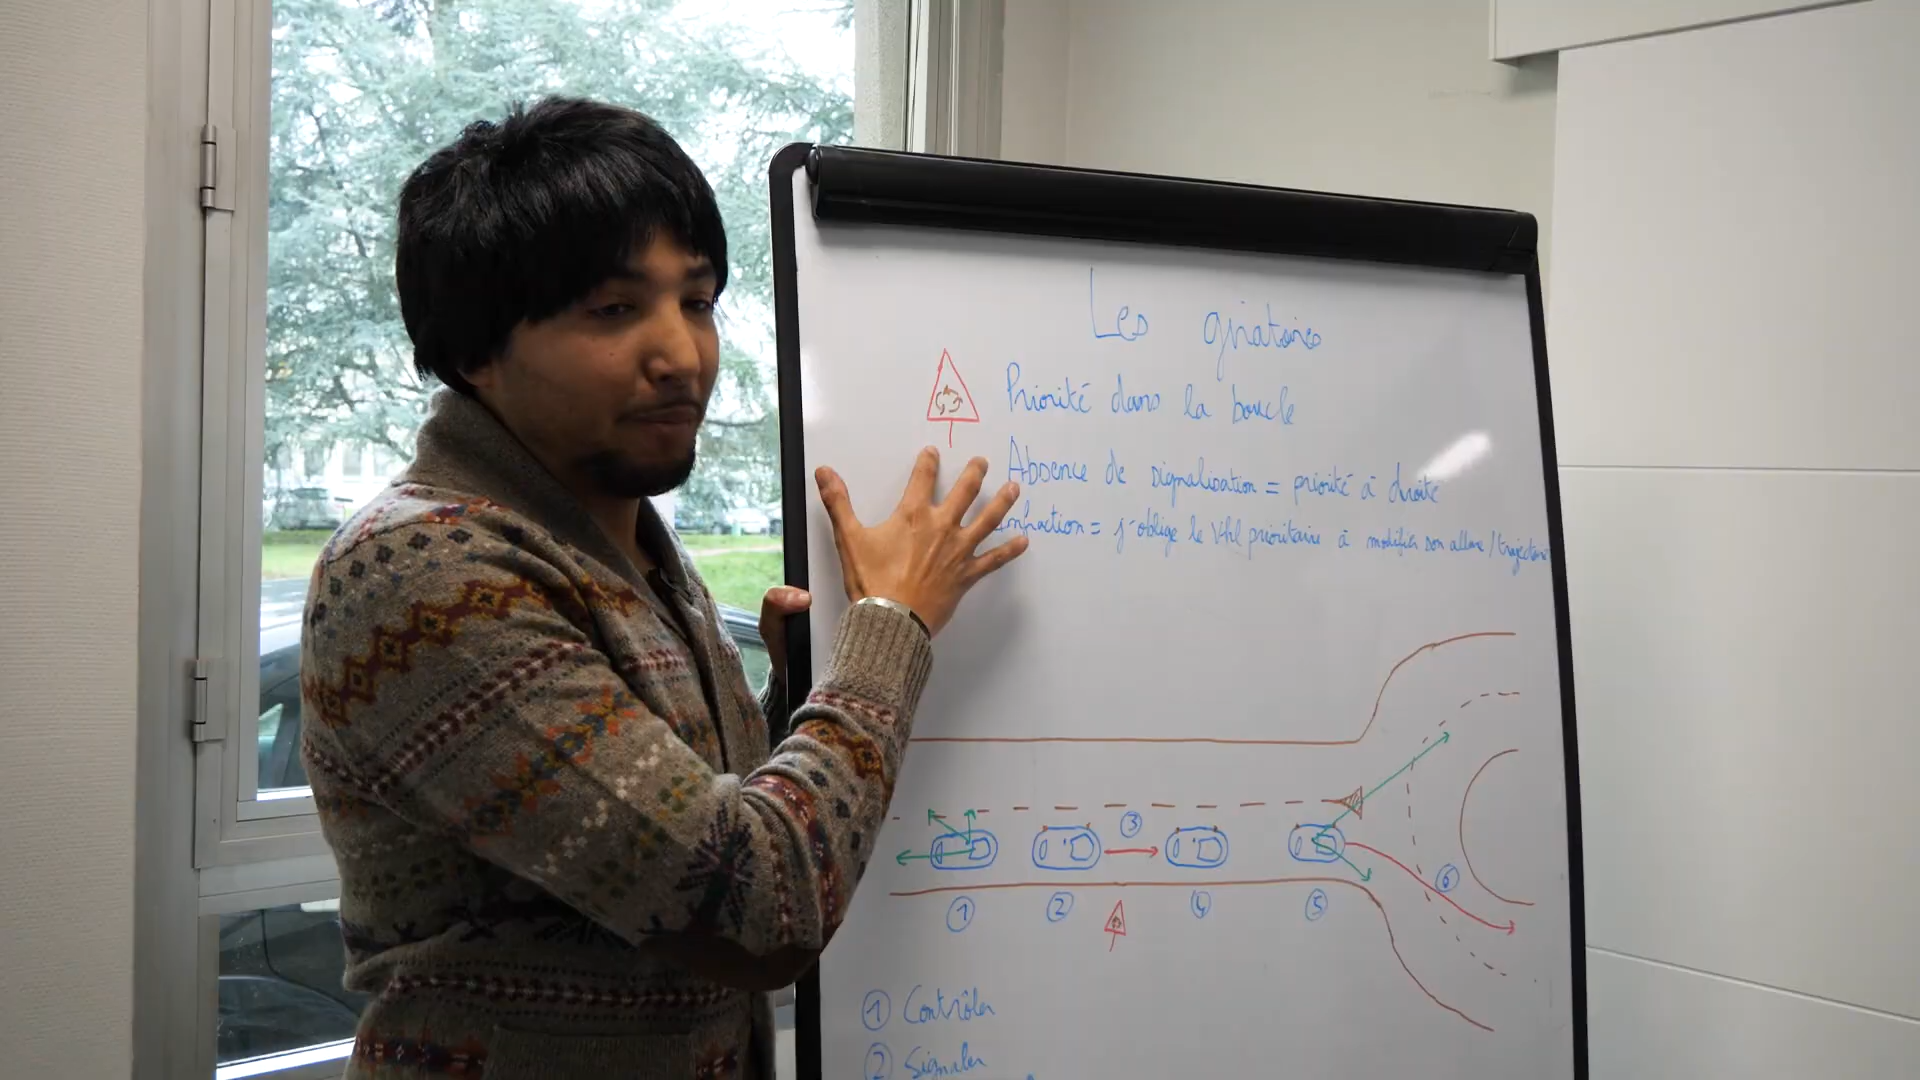 Les giratoires
Priorité dans la boucle
Absence de signalisation = priorité à droite
Infraction = j'oblige le Vhl prioritaire à modifier son allure / trajectoire
3
1
2
4
5
6
1 Contrôler
2 Signaler